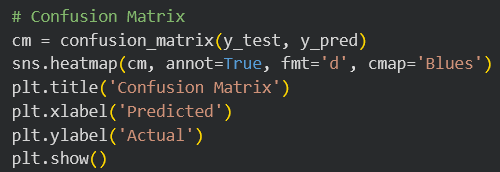 # Confusion Matrix
cm = confusion_matrix(y_test, y_pred)
sns.heatmap(cm, annot=True, fmt='d', cmap='Blues')
plt.title('Confusion Matrix')
plt.xlabel('Predicted')
plt.ylabel('Actual')
plt.show()